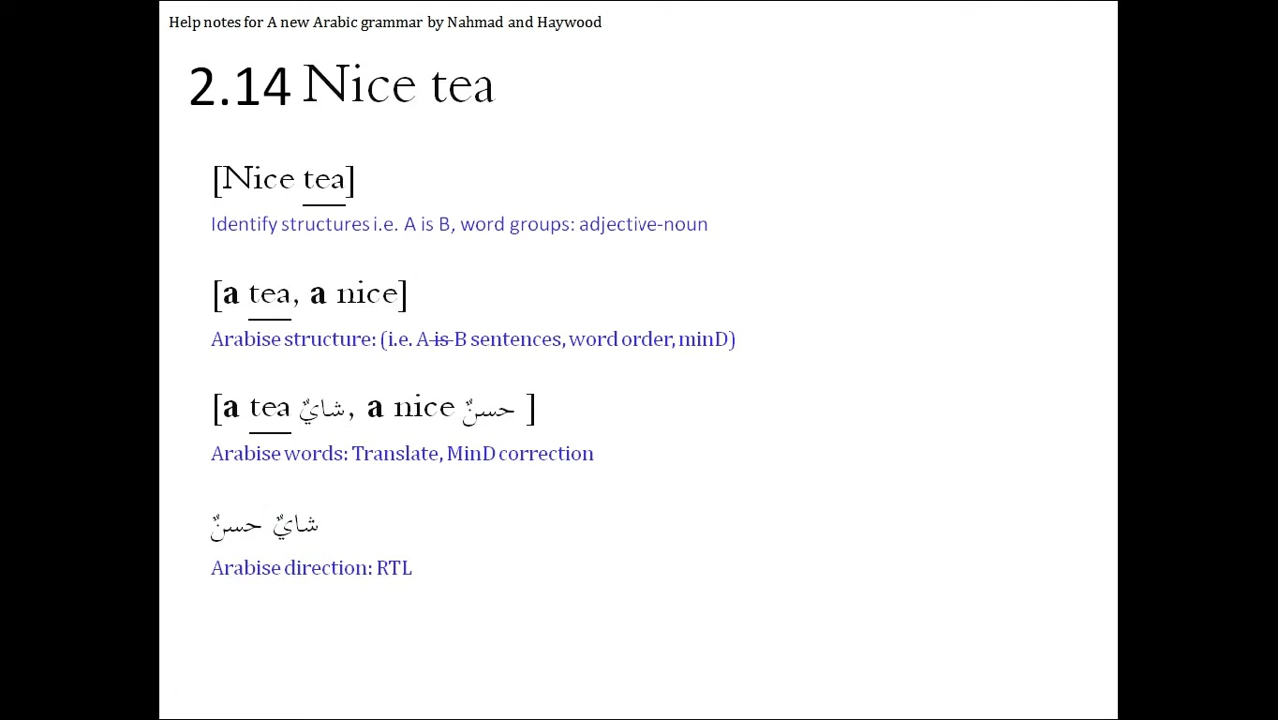 Help notes for A new Arabic grammar by Nahmad and Haywood
2.14 Nice tea
[Nice tea]
Identify structures i.e. A is B, word groups: adjective-noun
[a tea, a nice]
Arabise structure: (i.e. A is B sentences, word order, minD)
[a tea شايٌ, a nice حسنٌ ]
Arabise words: Translate, MinD correction
شايٌ حسنٌ
Arabise direction: RTL